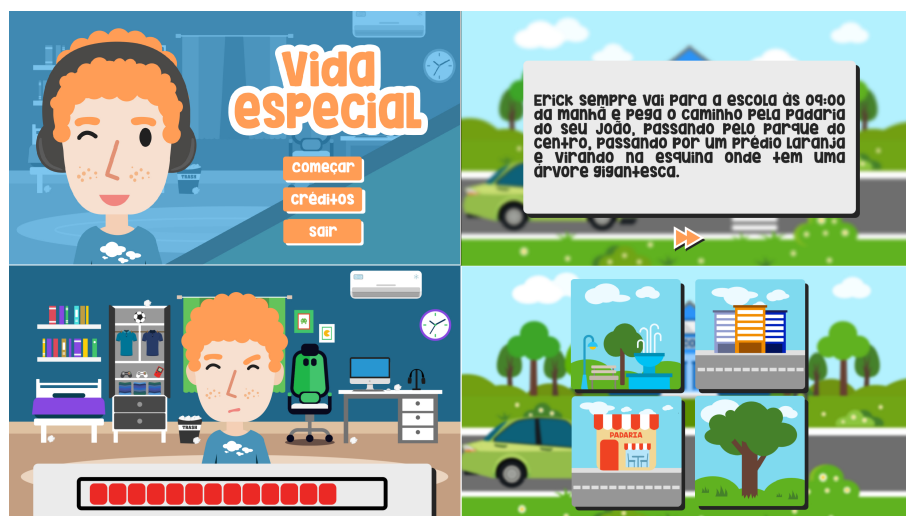 Vida
especial
começar
créditos
sair
TRASH
Erick sempre vai para a escola às 09:00
da manhã e pega o caminho pela padaria
do seu João, passando pelo parque do
centro, passando por um prédio laranja
e virando na esquina onde tem uma
árvore gigantesca.
TRASH
PADARIA